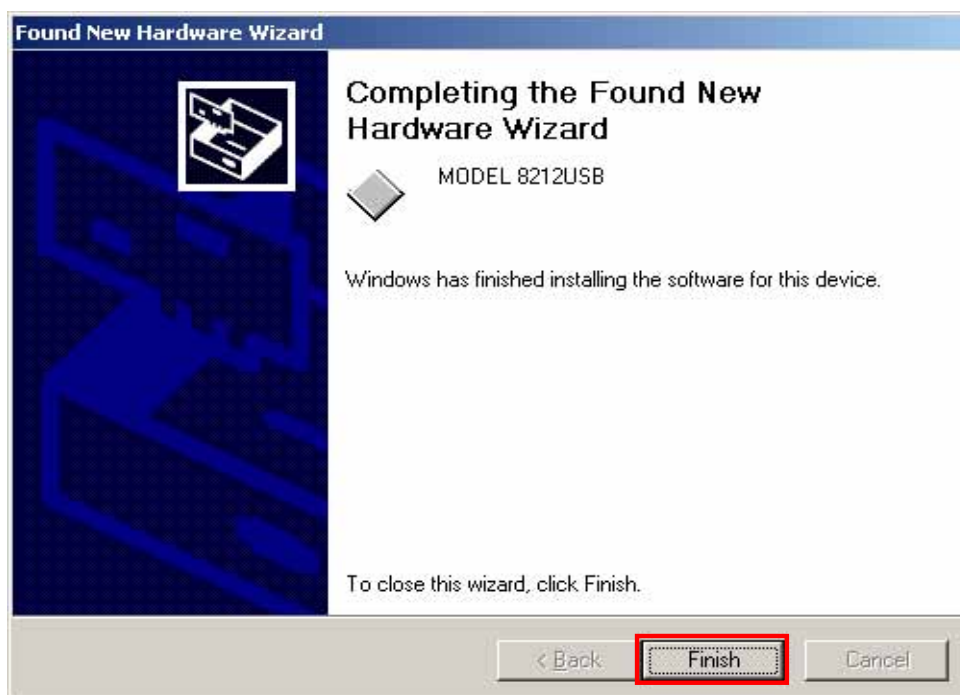 Found New Hardware Wizard
Completing the Found New
Hardware Wizard
MODEL 8212USB
Windows has finished installing the software for this device.
To close this wizard, click Finish.
< Back
Finish
Cancel